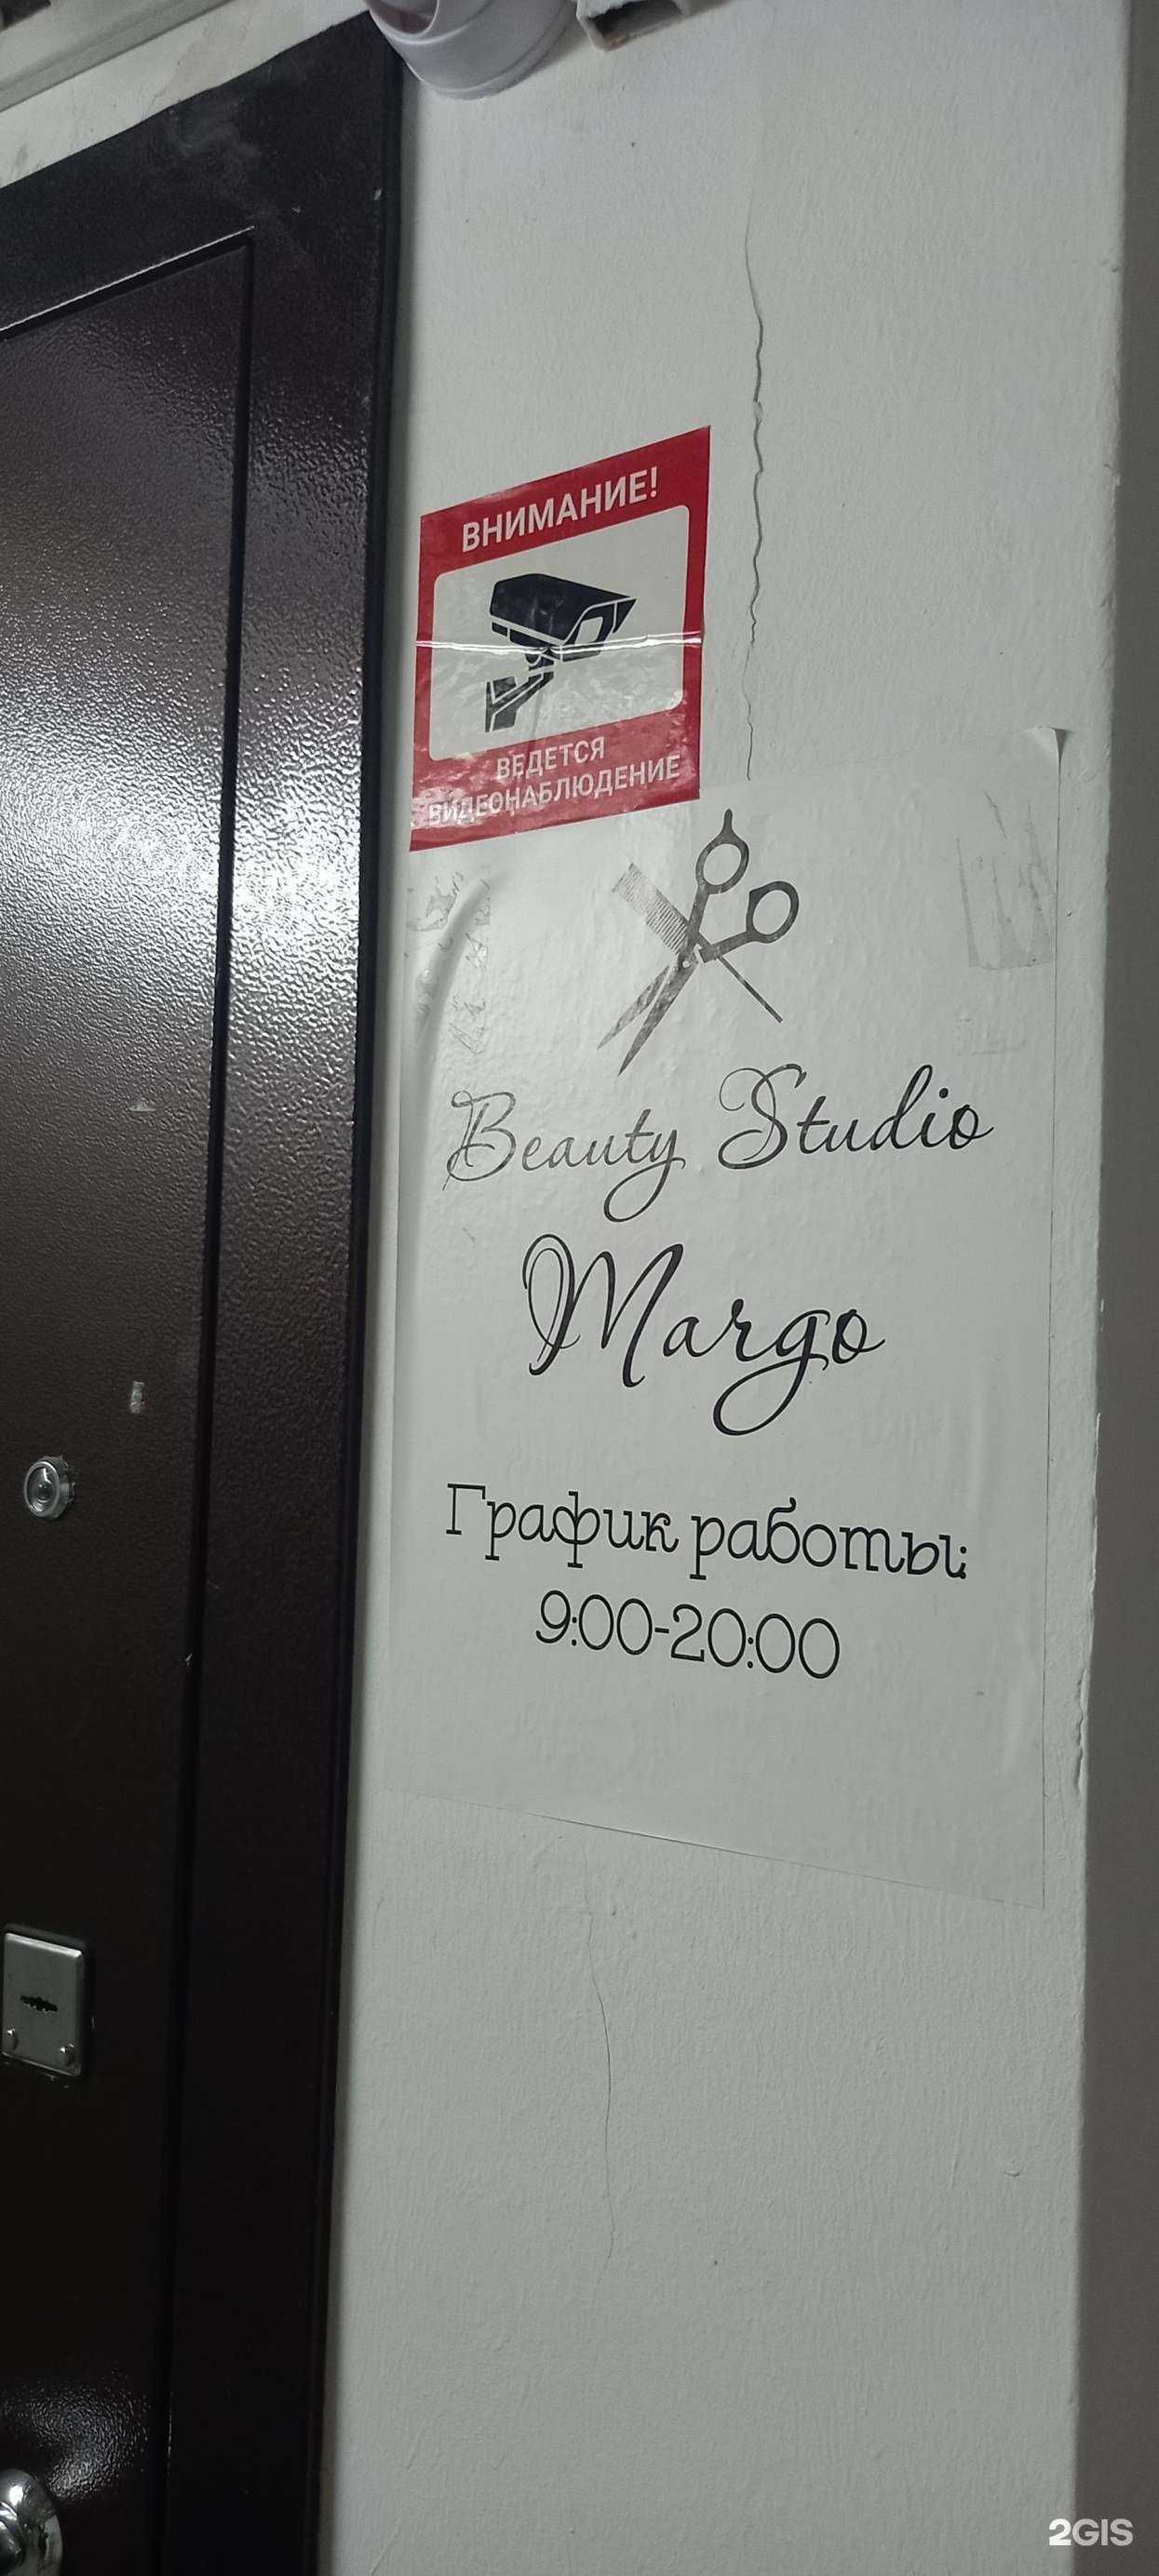 ВНИМАНИЕ!
ВЕДЕТСЯ
ВИДЕОНАБЛЮДЕНИЕ
Beauty Studio
Margo
График работы:
9:00-20:00
2GIS